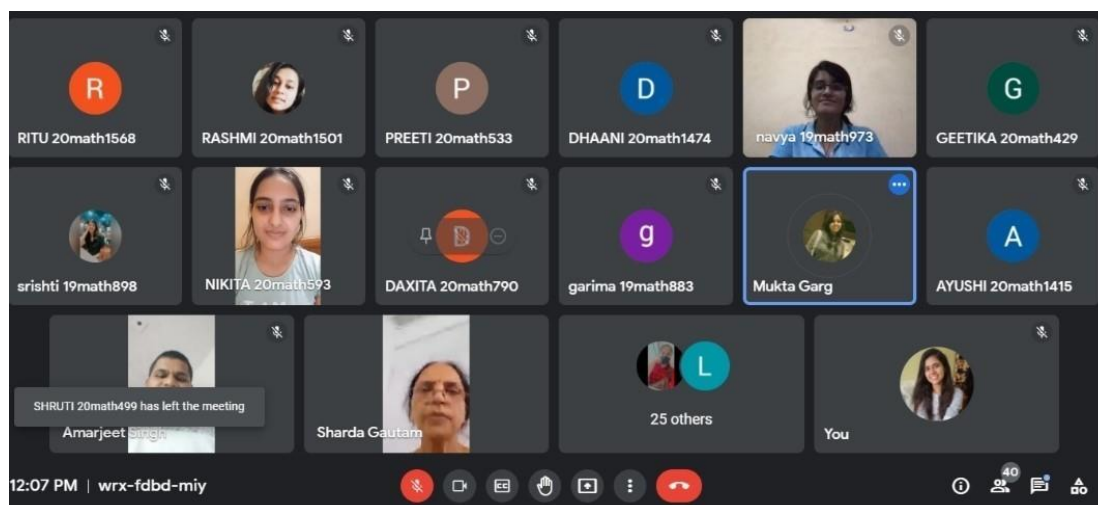 R
P
D
G
RITU 20math1568
RASHMI 20math1501
PREETI 20math533
DHAANI 20math1474
navya 19math973
GEETIKA 20math429
D
g
A
srishti 19math898
NIKITA 20math593
DAXITA 20math790
garima 19math883
Mukta Garg
AYUSHI 20math1415
L
SHRUTI 20math499 has left the meeting
25 others
Amarjeet Singh
Sharda Gautam
You
12:07 PM | wrx-fdbd-miy
CC
40